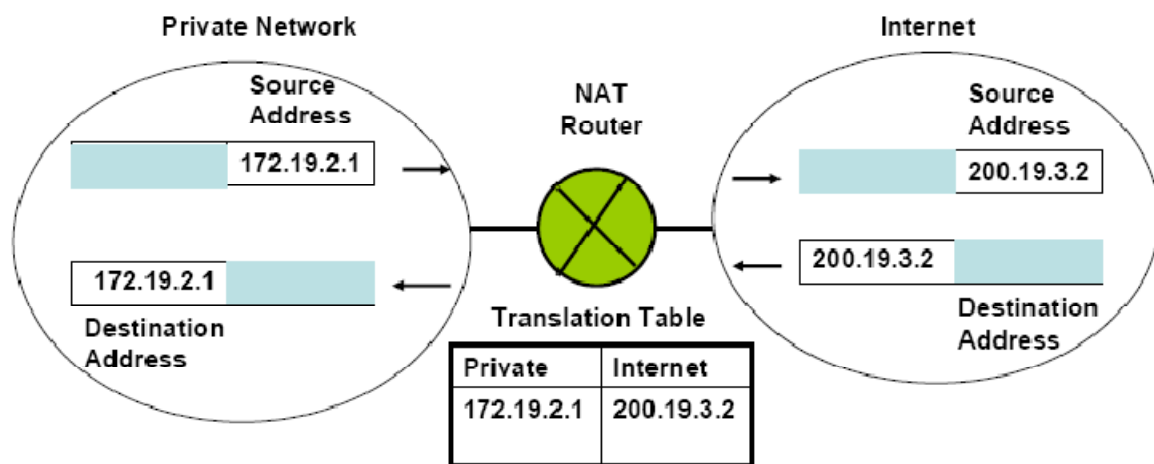 Private Network
Source
Address
172.19.2.1
172.19.2.1
Destination
Address
NAT
Router
Translation Table
Private Internet
172.19.2.1 200.19.3.2
Internet
Source
Address
200.19.3.2
200.19.3.2
Destination
Address